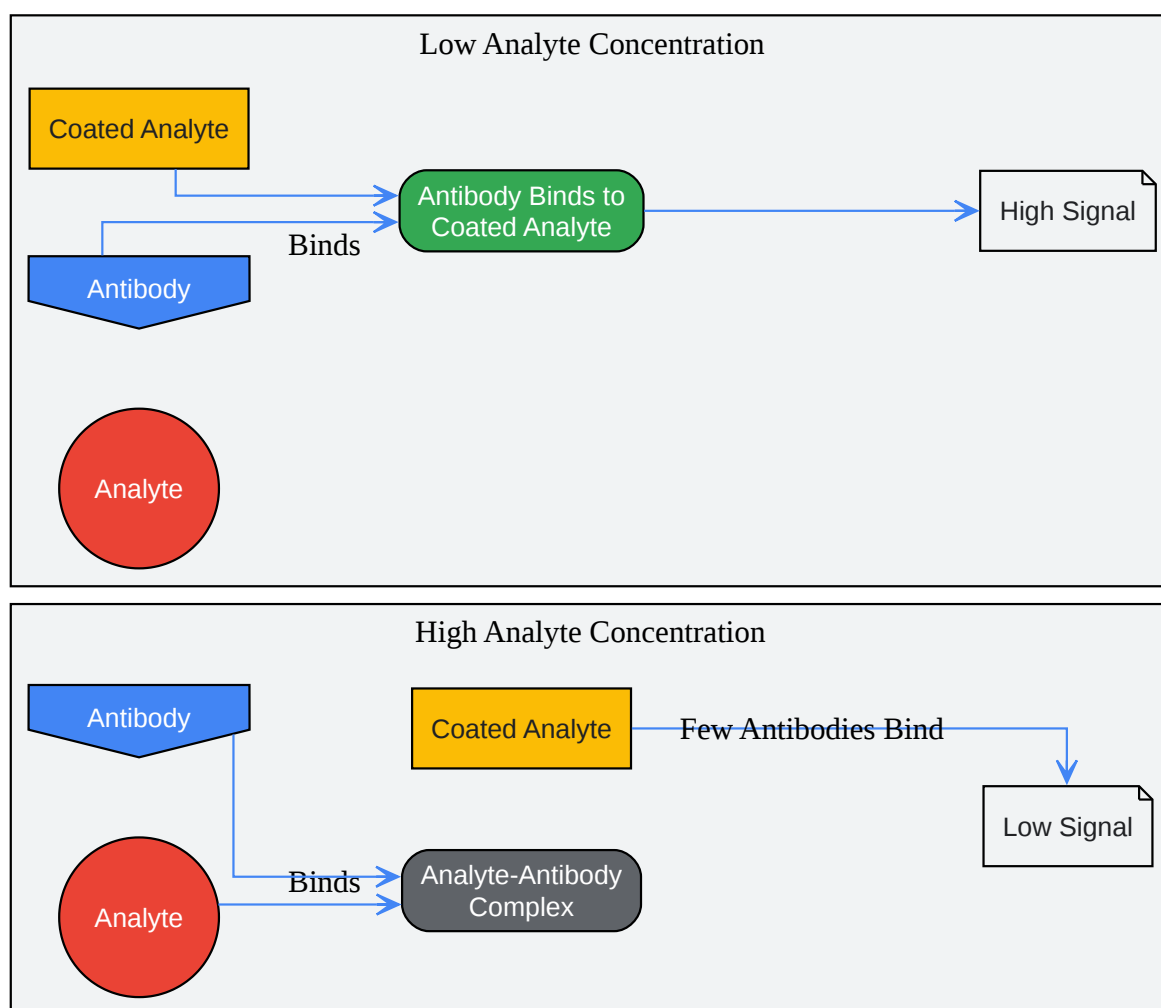 Low Analyte Concentration
Coated Analyte
Antibody Binds to
Coated Analyte
High Signal
Binds
Antibody
Analyte
High Analyte Concentration
Antibody
Coated Analyte
Few Antibodies Bind
Low Signal
Binds
Analyte-Antibody
Complex
Analyte